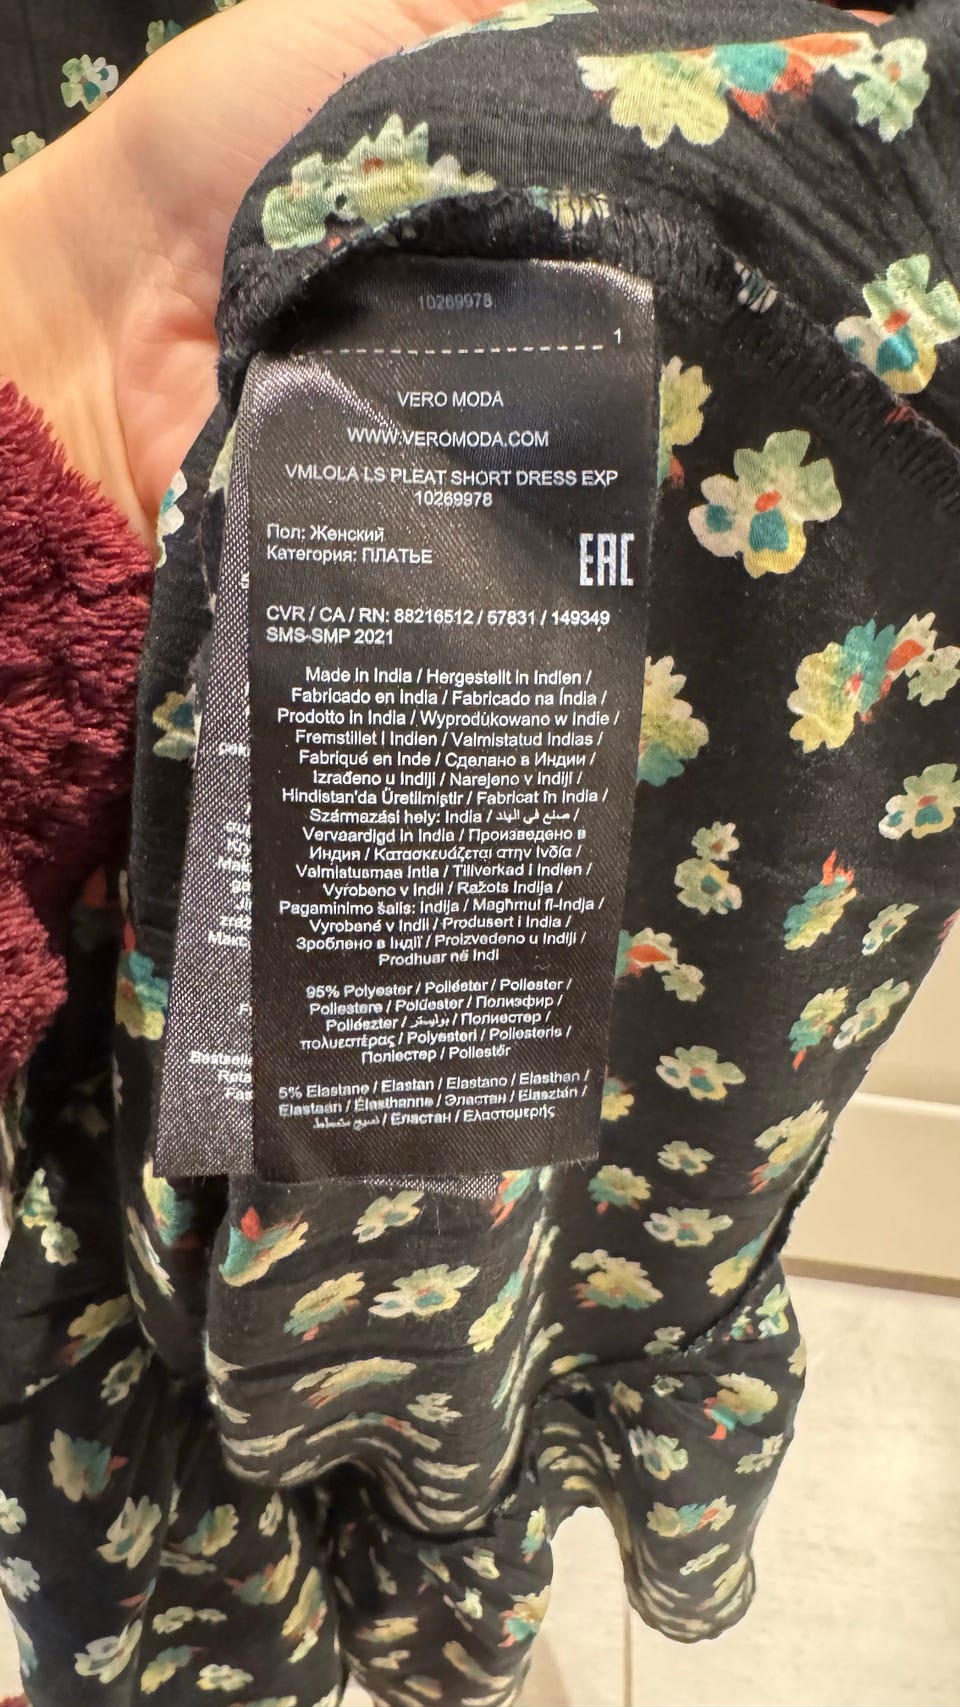 10269978
1
VERO MODA
WWW.VEROMODA.COM
VMLOLA LS PLEAT SHORT DRESS EXP
10269978
Пол: Женский
Категория: ПЛАТЬЕ
EAC
CVR / CA / RN: 88216512 / 57831 / 149349
SMS-SMP 2021
Made in India / Hergestellt in Indien /
Fabricado en India / Fabricado na Índia /
Prodotto in India / Wyprodukowano w Indie /
Fremstillet i Indien / Valmistatud Indias /
Fabriqué en Inde / Сделано в Индии /
Izrađeno u Indiji / Narejeno v Indiji /
Hindistan'da Üretilmiştir / Fabricat în India /
Származási hely: India / صنع في الهند /
Vervaardigd in India / Произведено в
Индия / Κατασκευάζεται στην Ινδία /
Valmistusmaa Intia / Tillverkad i Indien /
Vyrobeno v Indii / Ražots Indija /
Pagaminimo šalis: Indija / Magħmul fl-Indja /
Vyrobené v Indii / Produsert i India /
Зроблено в Індії / Proizvedeno u Indiji /
Prodhuar në Indi
95% Polyester / Poliéster / Poliester /
Poliestere / Polüester / Полиэфир /
Poliészter / بوليستر / Полиестер /
πολυεστέρας / Polyesteri / Poliesteris /
Поліестер / Poliestër
5% Elastane / Elastan / Elastano / Elasthan /
Elastaan / Élasthanne / Эластан / Elasztán /
/ Еластан / Ελαστομερής